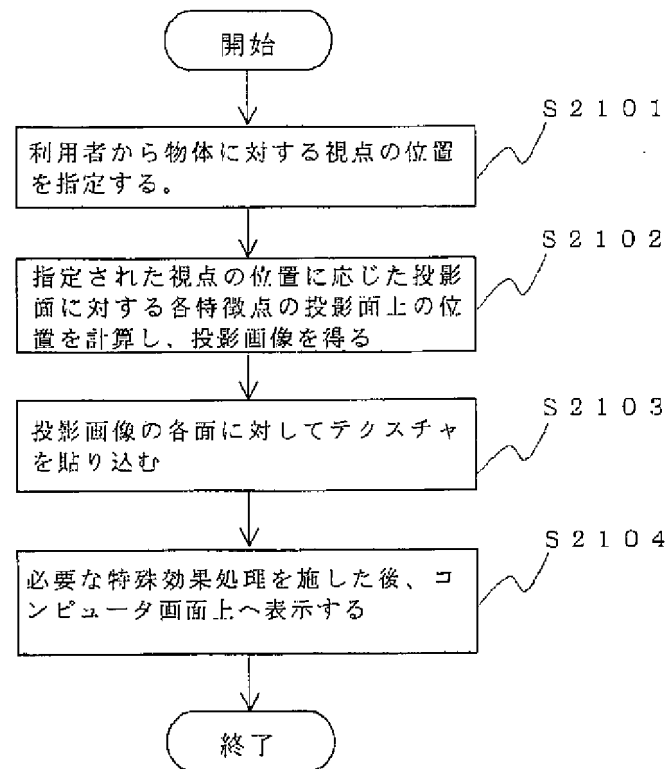 開始
S2101
利用者から物体に対する視点の位置
を指定する。
S2102
指定された視点の位置に応じた投影
面に対する各特徴点の投影面上の位
置を計算し、投影画像を得る
S2103
投影画像の各面に対してテクスチャ
を貼り込む
S2104
必要な特殊効果処理を施した後、コ
ンピュータ画面上へ表示する
終了